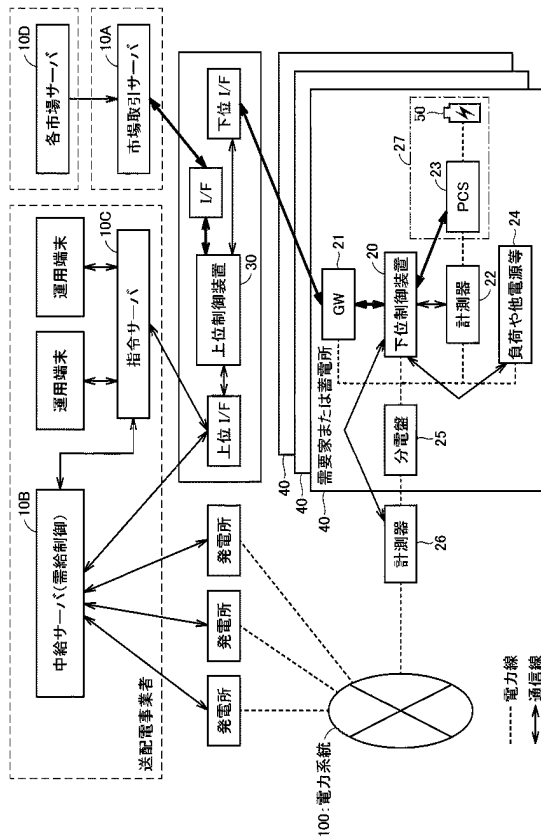 送配電事業者
10B
中給サーバ(需給制御)
運用端末
運用端末
10C
指令サーバ
10D
各市場サーバ
10A
市場取引サーバ
発電所
発電所
発電所
上位I/F
30
上位制御装置
I/F
下位I/F
100:電力系統
40
40
40
需要家または蓄電所
計測器
26
分電盤
25
GW
21
20
下位制御装置
計測器
22
27
23
PCS
50
24
負荷や他電源等
電力線
通信線